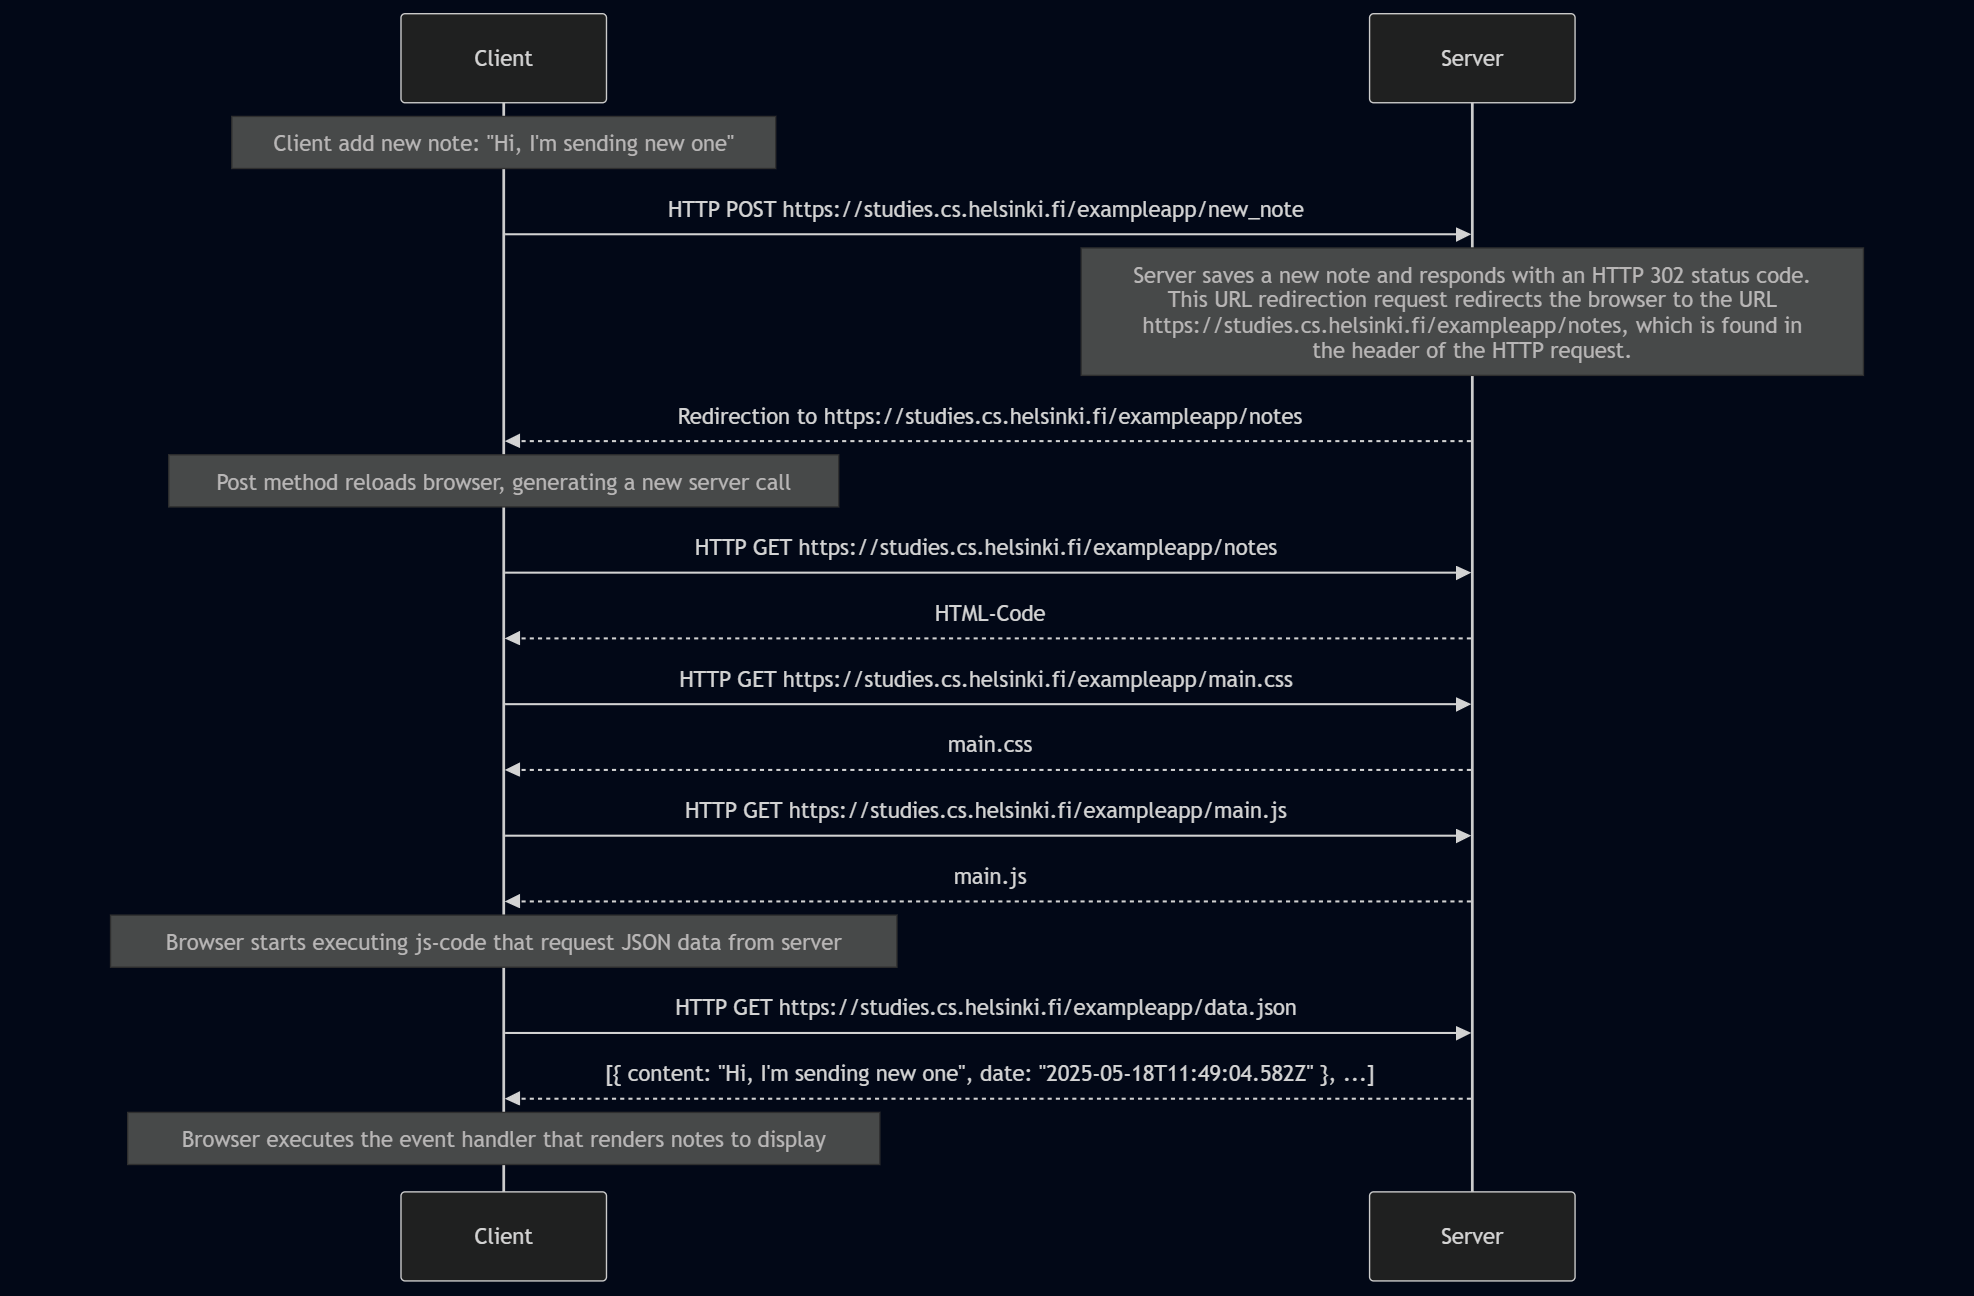 Client
Server
Client add new note: "Hi, I'm sending new one"
HTTP POST https://studies.cs.helsinki.fi/exampleapp/new_note
Server saves a new note and responds with an HTTP 302 status code.
This URL redirection request redirects the browser to the URL
https://studies.cs.helsinki.fi/exampleapp/notes, which is found in
the header of the HTTP request.
Redirection to https://studies.cs.helsinki.fi/exampleapp/notes
Post method reloads browser, generating a new server call
HTTP GET https://studies.cs.helsinki.fi/exampleapp/notes
HTML-Code
HTTP GET https://studies.cs.helsinki.fi/exampleapp/main.css
main.css
HTTP GET https://studies.cs.helsinki.fi/exampleapp/main.js
main.js
Browser starts executing js-code that request JSON data from server
HTTP GET https://studies.cs.helsinki.fi/exampleapp/data.json
[{ content: "Hi, I'm sending new one", date: "2025-05-18T11:49:04.582Z" }, ...]
Browser executes the event handler that renders notes to display
Client
Server